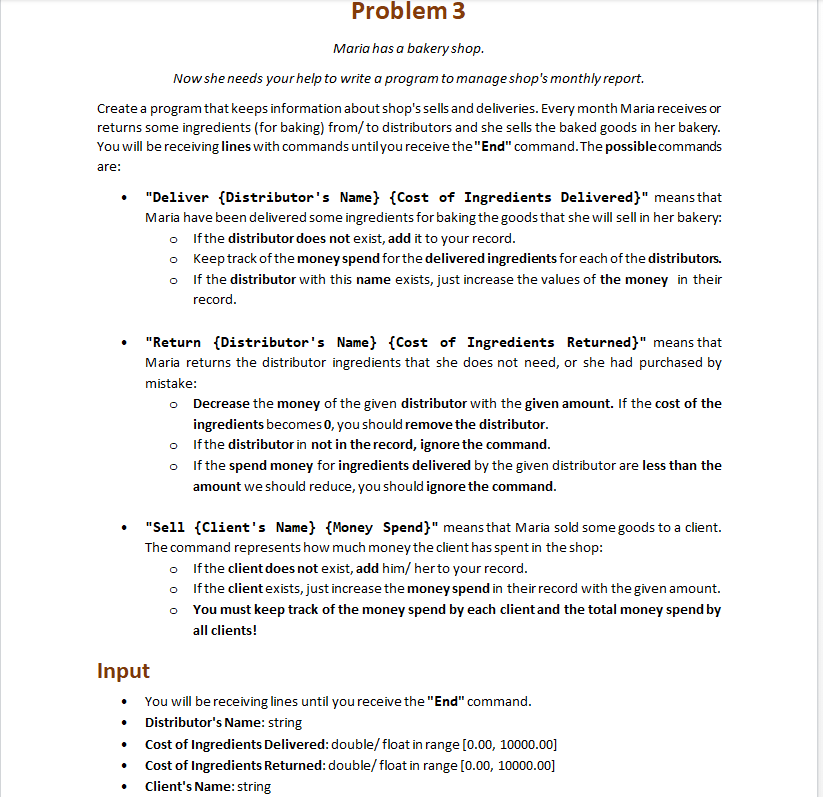 Problem 3
Maria has a bakery shop.
Now she needs your help to write a program to manage shop's monthly report.
Create a program that keeps information about shop's sells and deliveries. Every month Maria receives or
returns some ingredients (for baking) from/ to distributors and she sells the baked goods in her bakery.
You will be receiving lines with commands until you receive the "End" command. The possible commands
are:
• "Deliver {Distributor's Name} {Cost of Ingredients Delivered}" means that
Maria have been delivered some ingredients for baking the goods that she will sell in her bakery:
o If the distributor does not exist, add it to your record.
o Keep track of the money spend for the delivered ingredients for each of the distributors.
o If the distributor with this name exists, just increase the values of the money in their
record.
• "Return {Distributor's Name} {Cost of Ingredients Returned}" means that
Maria returns the distributor ingredients that she does not need, or she had purchased by
mistake:
o Decrease the money of the given distributor with the given amount. If the cost of the
ingredients becomes 0, you should remove the distributor.
o If the distributor in not in the record, ignore the command.
o If the spend money for ingredients delivered by the given distributor are less than the
amount we should reduce, you should ignore the command.
• "Sell {Client's Name} {Money Spend}" means that Maria sold some goods to a client.
The command represents how much money the client has spent in the shop:
o If the client does not exist, add him/ her to your record.
o If the client exists, just increase the money spend in their record with the given amount.
o You must keep track of the money spend by each client and the total money spend by
all clients!
Input
• You will be receiving lines until you receive the "End" command.
• Distributor's Name: string
• Cost of Ingredients Delivered: double/ float in range [0.00, 10000.00]
• Cost of Ingredients Returned: double/ float in range [0.00, 10000.00]
• Client's Name: string